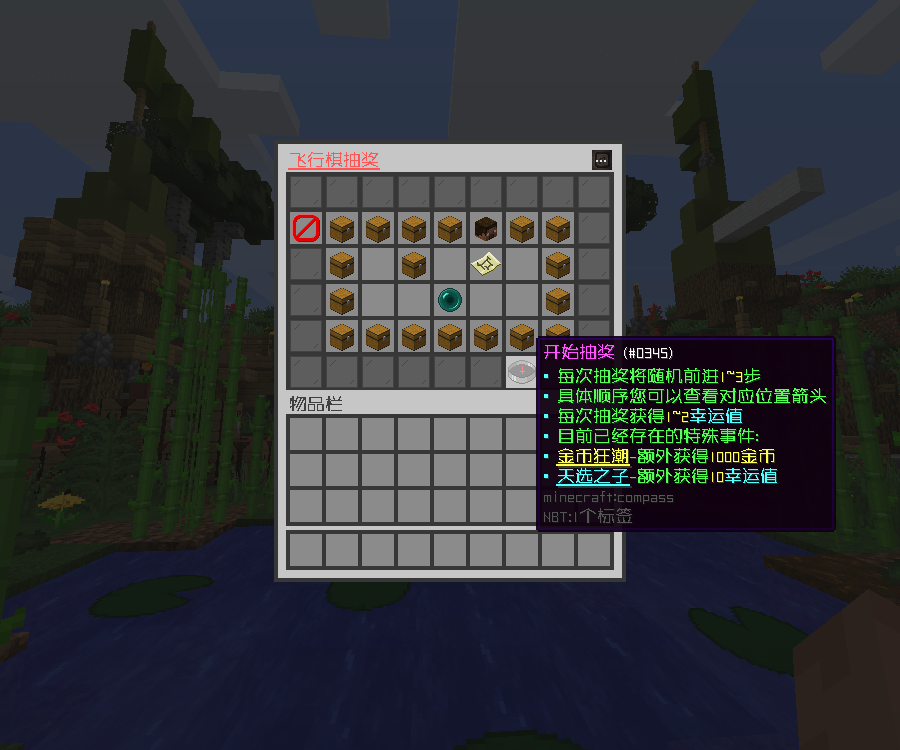 飞行棋抽奖
物品栏
开始抽奖 (#0345)
▪ 每次抽奖将随机前进1~3步
▪ 具体顺序您可以查看对应位置箭头
▪ 每次抽奖获得1~2幸运值
▪ 目前已经存在的特殊事件:
▪ 金币狂潮-额外获得1000金币
▪ 天选之子-额外获得10幸运值
minecraft:compass
NBT:1个标签